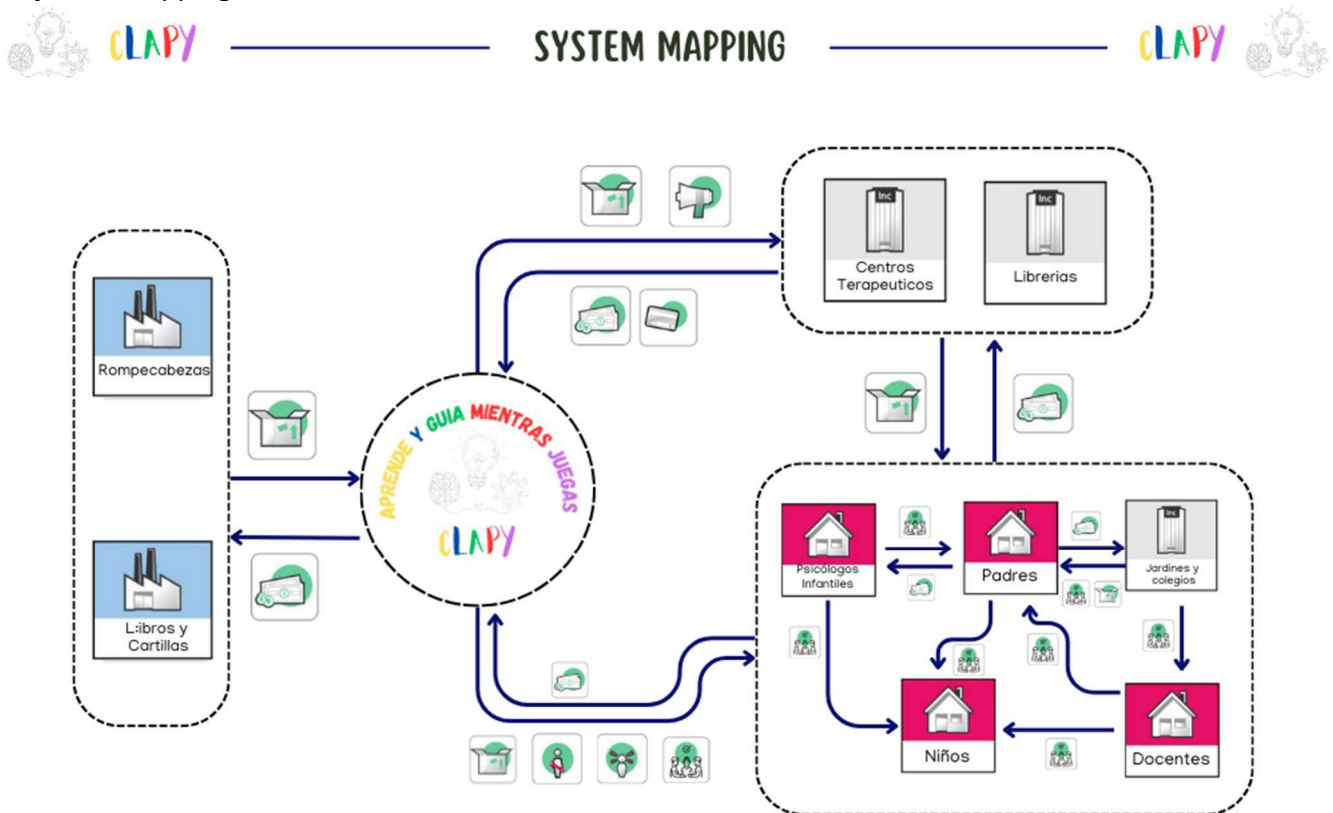 CLAPY
SYSTEM MAPPING
CLAPY
Inc
Centros
Terapeuticos
Inc
Librerias
Rompecabezas
L:ibros y
Cartillas
APRENDE Y GUIA MIENTRAS JUEGAS
CLAPY
Psicólogos
Infantiles
Padres
Inc
Jardines y
colegios
Niños
Docentes